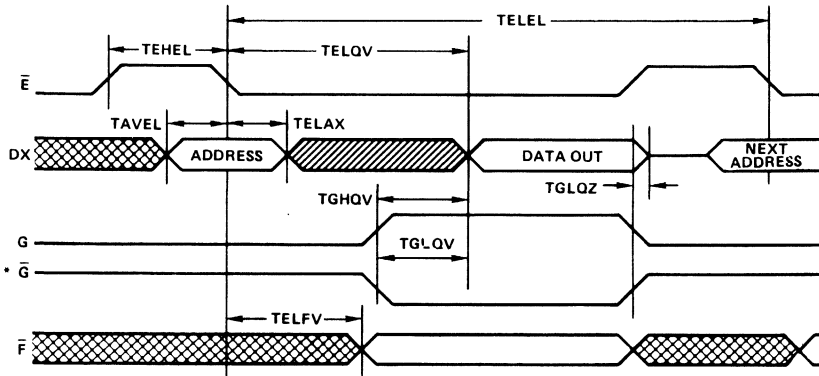 TELEL
TEHEL
TELQV
E
TAVEL
TELAX
DX
ADDRESS
DATA OUT
NEXT
ADDRESS
TGLQZ
TGHQV
G
TGLQV
* G
TELFV
F